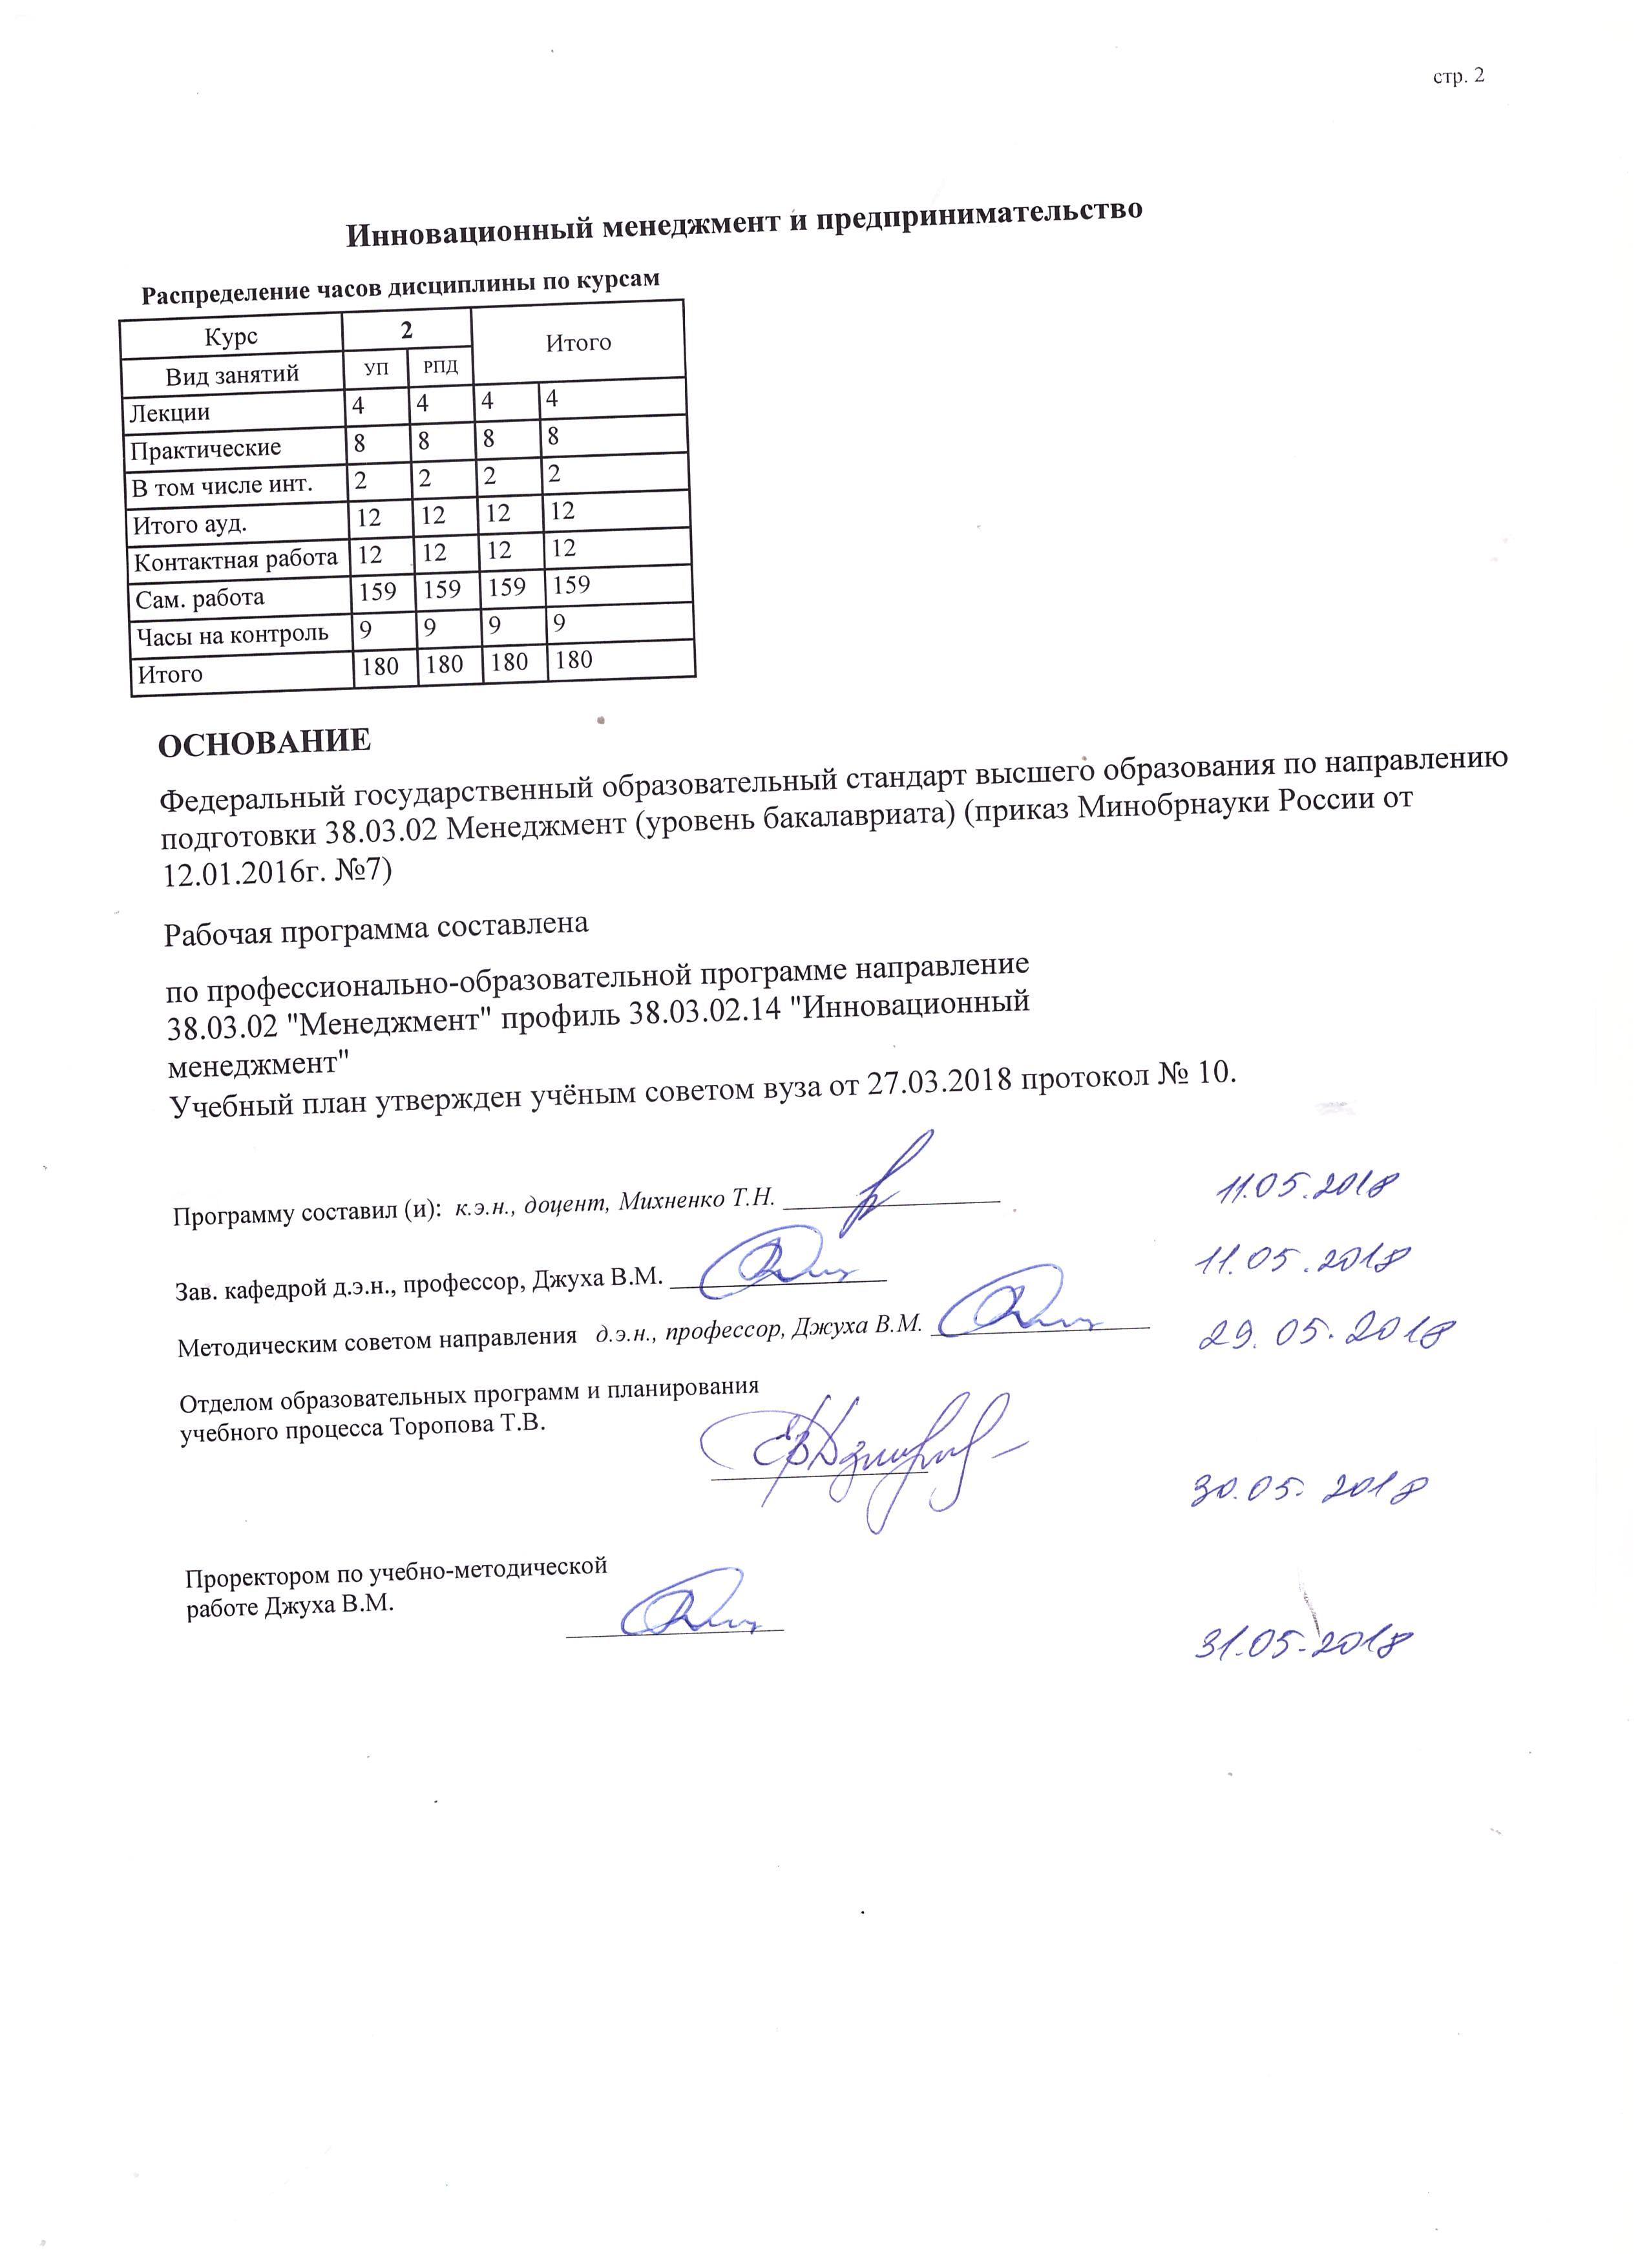 стр. 2
Инновационный менеджмент и предпринимательство
Распределение часов дисциплины по курсам
Курс 2 Итого
Вид занятий УП РПД
Лекции 4 4 4 4
Практические 8 8 8 8
В том числе инт. 2 2 2 2
Итого ауд. 12 12 12 12
Контактная работа 12 12 12 12
Сам. работа 159 159 159 159
Часы на контроль 9 9 9 9
Итого 180 180 180 180
ОСНОВАНИЕ
Федеральный государственный образовательный стандарт высшего образования по направлению
подготовки 38.03.02 Менеджмент (уровень бакалавриата) (приказ Минобрнауки России от
12.01.2016г. №7)
Рабочая программа составлена
по профессионально-образовательной программе направление
38.03.02 "Менеджмент" профиль 38.03.02.14 "Инновационный
менеджмент"
Учебный план утвержден учёным советом вуза от 27.03.2018 протокол № 10.
Программу составил (и): к.э.н., доцент, Михненко Т.Н. 11.05.2018
Зав. кафедрой д.э.н., профессор, Джуха В.М. 11.05.2018
Методическим советом направления д.э.н., профессор, Джуха В.М. 29.05.2018
Отделом образовательных программ и планирования
учебного процесса Торопова Т.В.
30.05.2018
Проректором по учебно-методической
работе Джуха В.М.
31.05.2018